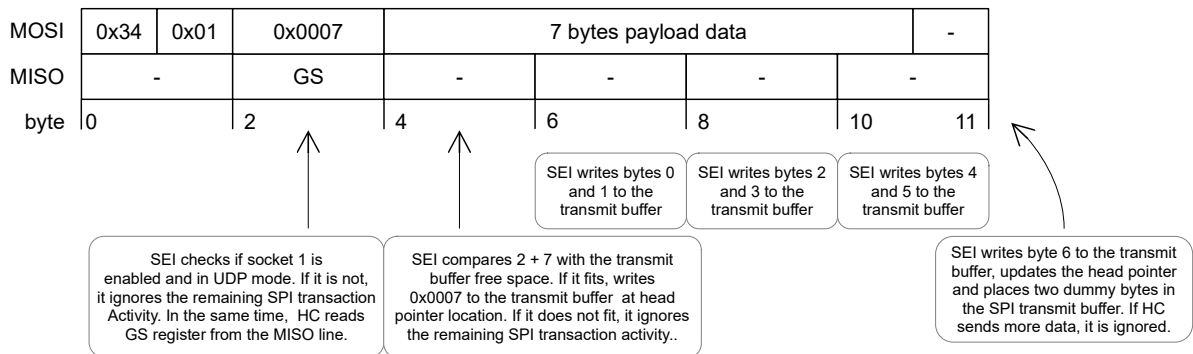 MOSI 0x34 0x01 0x0007 7 bytes payload data -
MISO - GS - - - -
byte 0 2 4 6 8 10 11
SEI writes bytes 0
and 1 to the
transmit buffer
SEI writes bytes 2
and 3 to the
transmit buffer
SEI writes bytes 4
and 5 to the
transmit buffer
SEI checks if socket 1 is
enabled and in UDP mode. If it is not,
it ignores the remaining SPI transaction
Activity. In the same time, HC reads
GS register from the MISO line.
SEI compares 2 + 7 with the transmit
buffer free space. If it fits, writes
0x0007 to the transmit buffer at head
pointer location. If it does not fit, it ignores
the remaining SPI transaction activity..
SEI writes byte 6 to the transmit
buffer, updates the head pointer
and places two dummy bytes in
the SPI transmit buffer. If HC
sends more data, it is ignored.